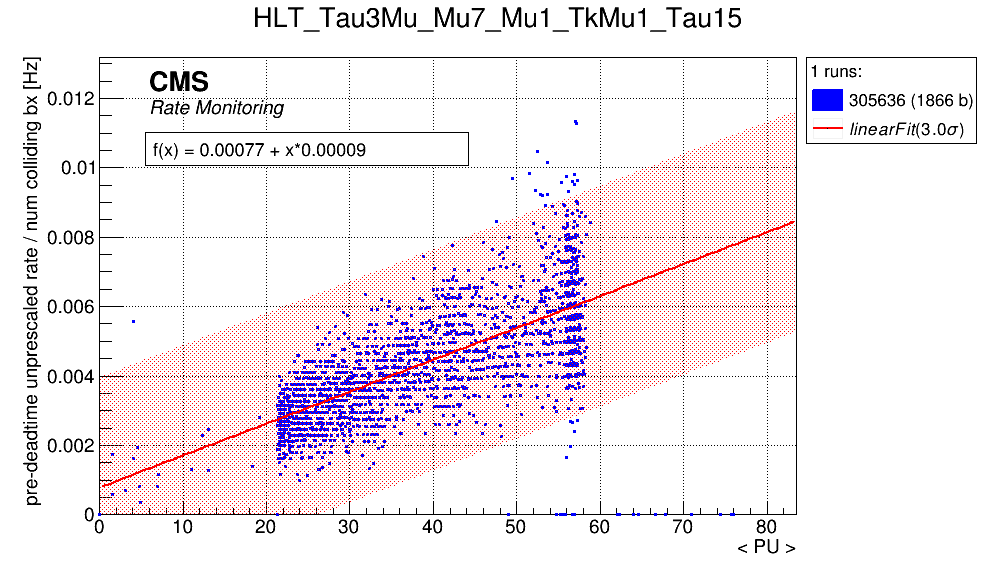 HLT_Tau3Mu_Mu7_Mu1_TkMu1_Tau15
pre-deadtime unprescaled rate / num colliding bx [Hz]
CMS
Rate Monitoring
f(x) = 0.00077 + x*0.00009
1 runs:
305636 (1866 b)
linearFit(3.0σ)
0.012
0.01
0.008
0.006
0.004
0.002
0
0 10 20 30 40 50 60 70 80
< PU >